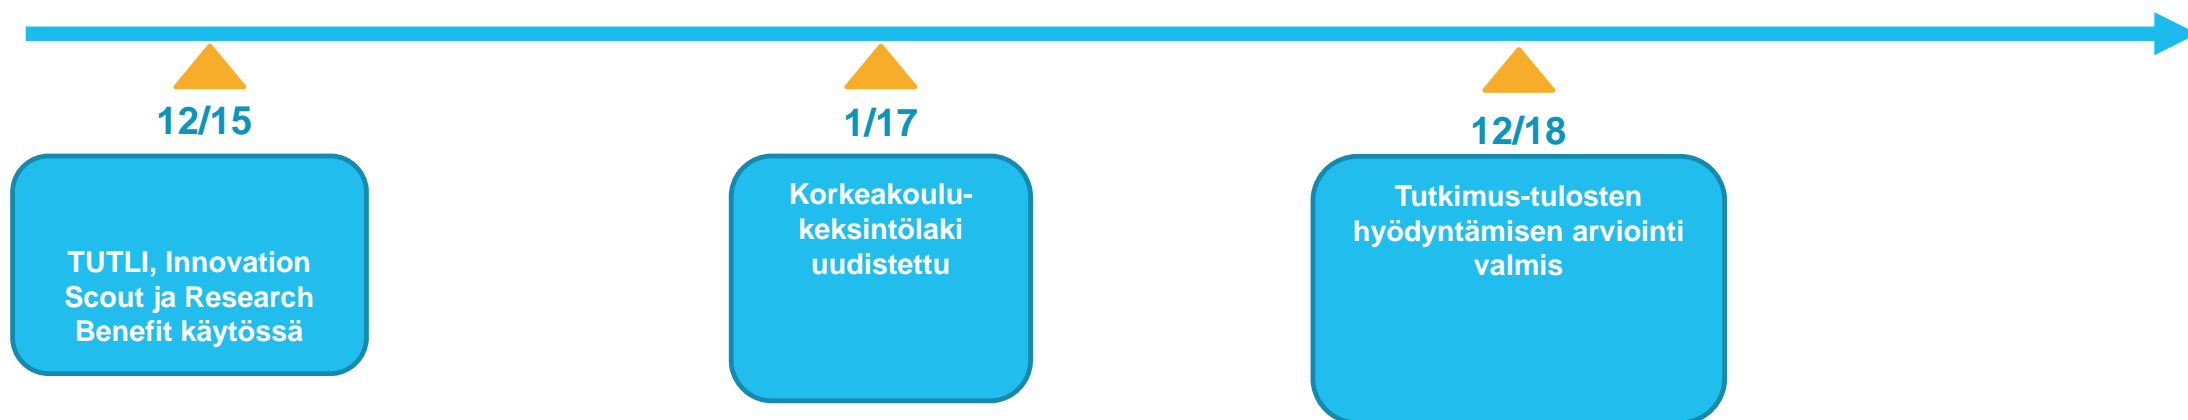 12/15
TUTLI, Innovation
Scout ja Research
Benefit käytössä
1/17
Korkeakoulu-
keksintölaki
uudistettu
12/18
Tutkimus-tulosten
hyödyntämisen arviointi
valmis